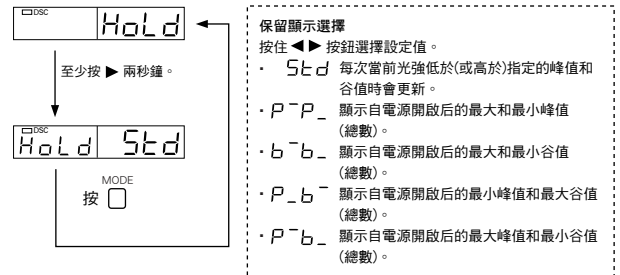 DSC
HoLd
至少按 ▶ 兩秒鐘。
DSC
HoLd Std
MODE
按
保留顯示選擇
按住 ◀ ▶ 按鈕選擇設定值。
· Std 每次當前光強低於(或高於)指定的峰值和
谷值時會更新。
· P¯P_ 顯示自電源開啟后的最大和最小峰值
(總數)。
· b¯b_ 顯示自電源開啟后的最大和最小谷值
(總數)。
· P_b¯ 顯示自電源開啟后的最小峰值和最大谷值
(總數)。
· P¯b_ 顯示自電源開啟后的最大峰值和最小谷值
(總數)。